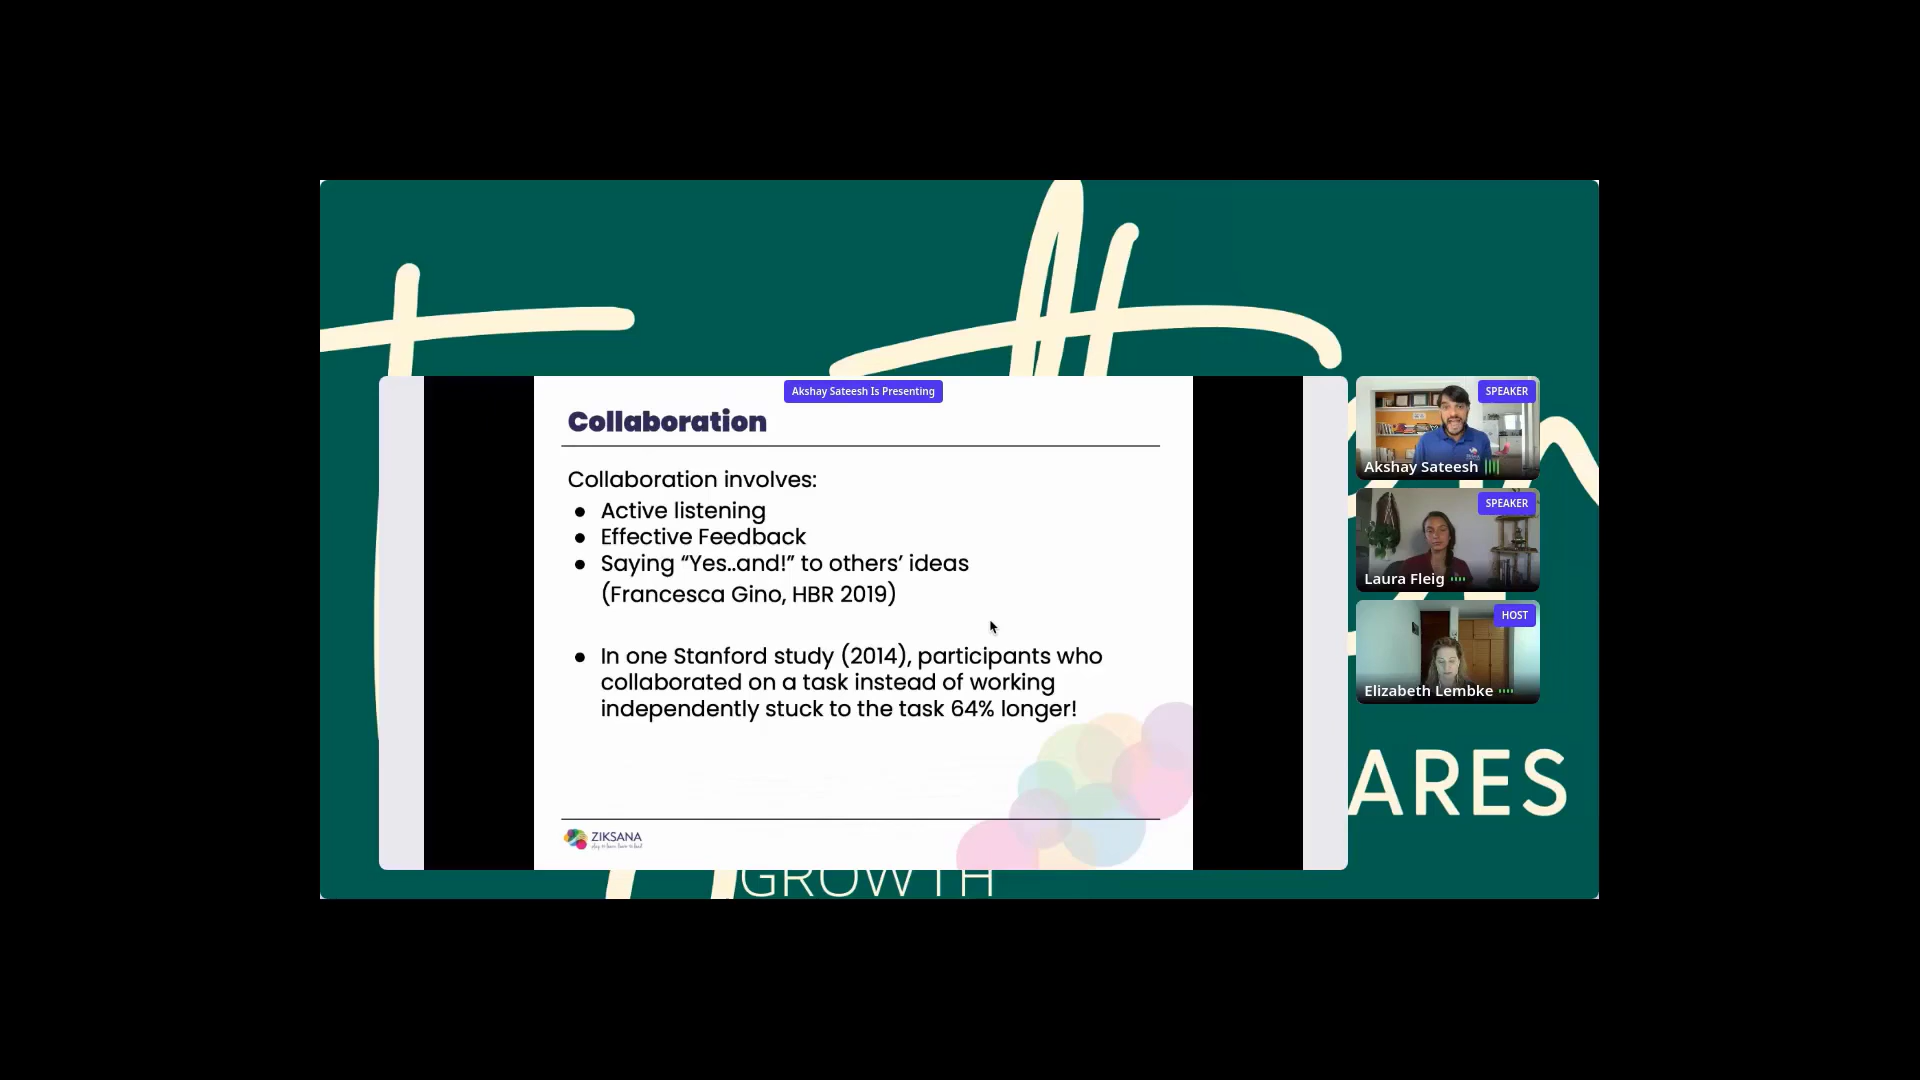 Akshay Sateesh Is Presenting
Collaboration
Collaboration involves:
● Active listening
● Effective Feedback
● Saying “Yes..and!” to others’ ideas
(Francesca Gino, HBR 2019)
● In one Stanford study (2014), participants who
collaborated on a task instead of working
independently stuck to the task 64% longer!
ZIKSANA
SPEAKER
Akshay Sateesh
SPEAKER
Laura Fleig
HOST
Elizabeth Lembke
ARES
GROWTH